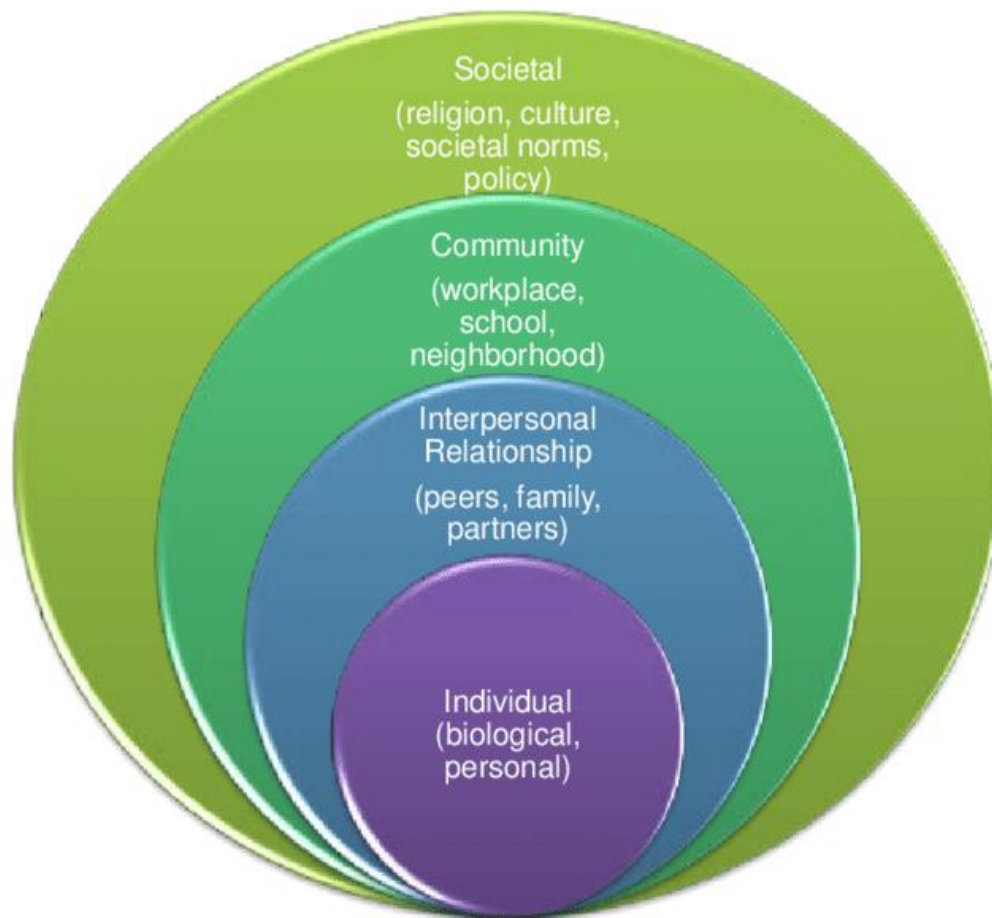 Societal
(religion, culture,
societal norms,
policy)
Community
(workplace,
school,
neighborhood)
Interpersonal
Relationship
(peers, family,
partners)
Individual
(biological,
personal)